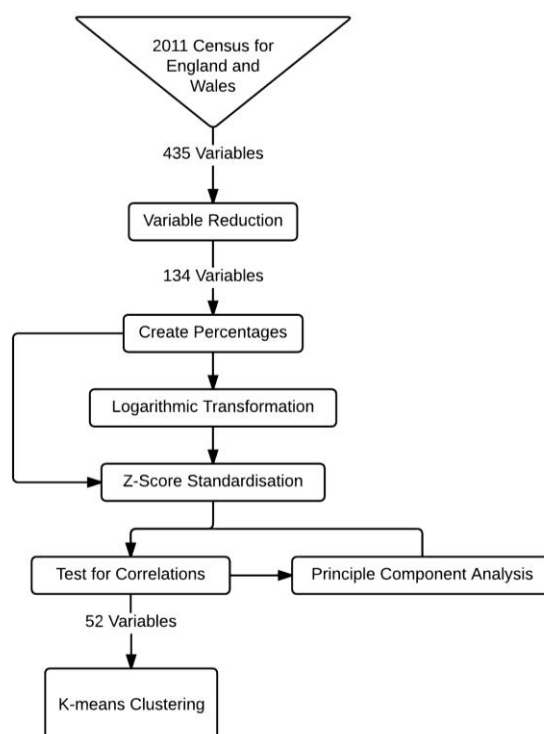 2011 Census for
England and
Wales
435 Variables
Variable Reduction
134 Variables
Create Percentages
Logarithmic Transformation
Z-Score Standardisation
Test for Correlations
Principle Component Analysis
52 Variables
K-means Clustering